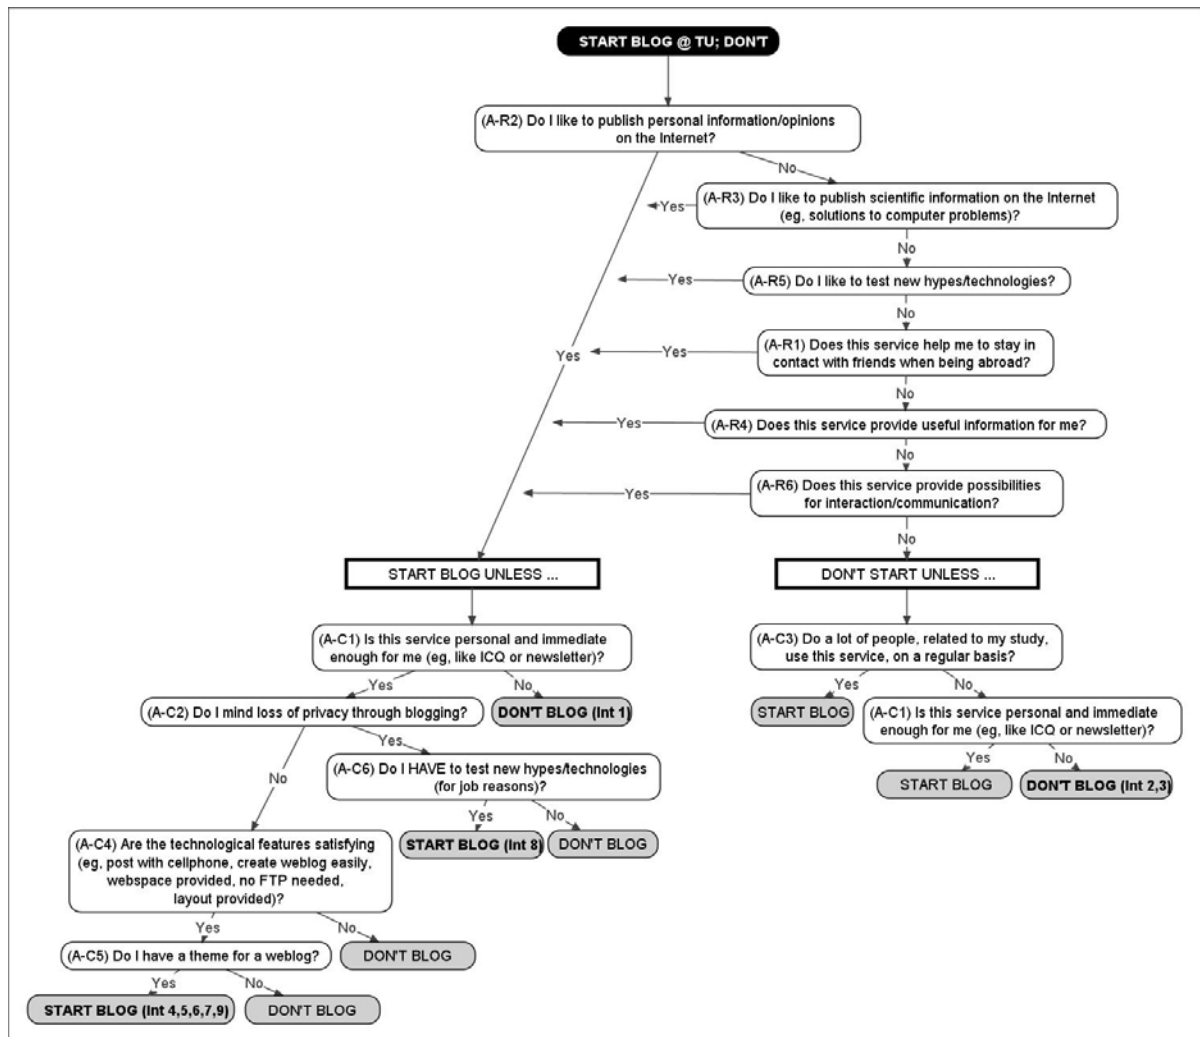 START BLOG @ TU; DON'T
(A-R2) Do I like to publish personal information/opinions
on the Internet?
No
(A-R3) Do I like to publish scientific information on the Internet
(eg, solutions to computer problems)?
Yes
No
(A-R5) Do I like to test new hypes/technologies?
Yes
No
(A-R1) Does this service help me to stay in
contact with friends when being abroad?
Yes
Yes
No
(A-R4) Does this service provide useful information for me?
Yes
No
(A-R6) Does this service provide possibilities
for interaction/communication?
Yes
No
START BLOG UNLESS ...
DON'T START UNLESS ...
(A-C1) Is this service personal and immediate
enough for me (eg, like ICQ or newsletter)?
Yes
No
DON'T BLOG (Int 1)
(A-C2) Do I mind loss of privacy through blogging?
Yes
No
(A-C6) Do I HAVE to test new hypes/technologies
(for job reasons)?
Yes
No
START BLOG (Int 8)
DON'T BLOG
(A-C4) Are the technological features satisfying
(eg, post with cellphone, create weblog easily,
webspace provided, no FTP needed,
layout provided)?
Yes
No
DON'T BLOG
(A-C5) Do I have a theme for a weblog?
Yes
No
START BLOG (Int 4,5,6,7,9)
DON'T BLOG
(A-C3) Do a lot of people, related to my study,
use this service, on a regular basis?
Yes
No
START BLOG
(A-C1) Is this service personal and immediate
enough for me (eg, like ICQ or newsletter)?
Yes
No
START BLOG
DON'T BLOG (Int 2,3)